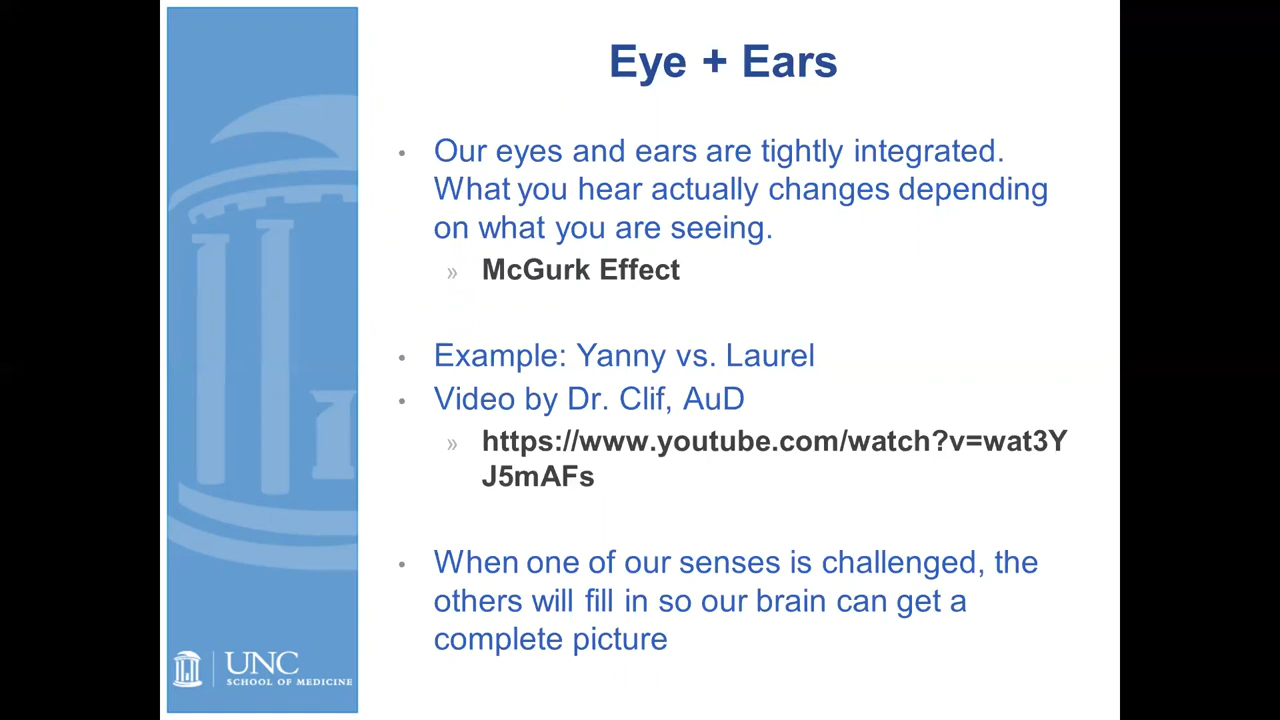 Eye + Ears
• Our eyes and ears are tightly integrated.
What you hear actually changes depending
on what you are seeing.
» McGurk Effect
• Example: Yanny vs. Laurel
• Video by Dr. Clif, AuD
» https://www.youtube.com/watch?v=wat3Y
J5mAFs
• When one of our senses is challenged, the
others will fill in so our brain can get a
complete picture
UNC
SCHOOL OF MEDICINE